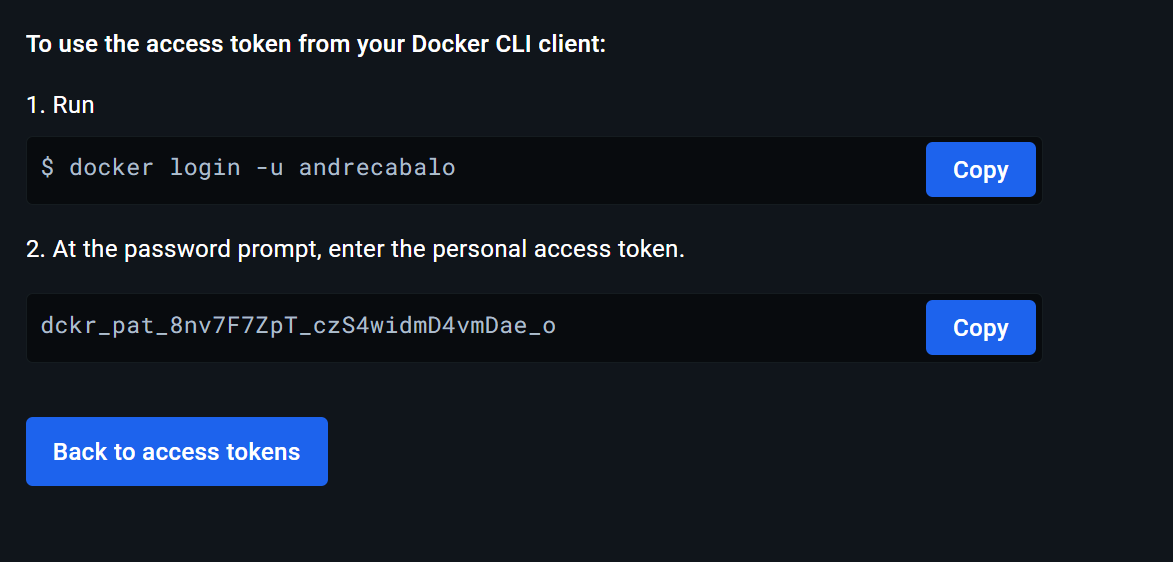 To use the access token from your Docker CLI client:
1. Run
$ docker login -u andrecabalo
Copy
2. At the password prompt, enter the personal access token.
dckr_pat_8nv7F7ZpT_czS4widmD4vmDae_o
Copy
Back to access tokens